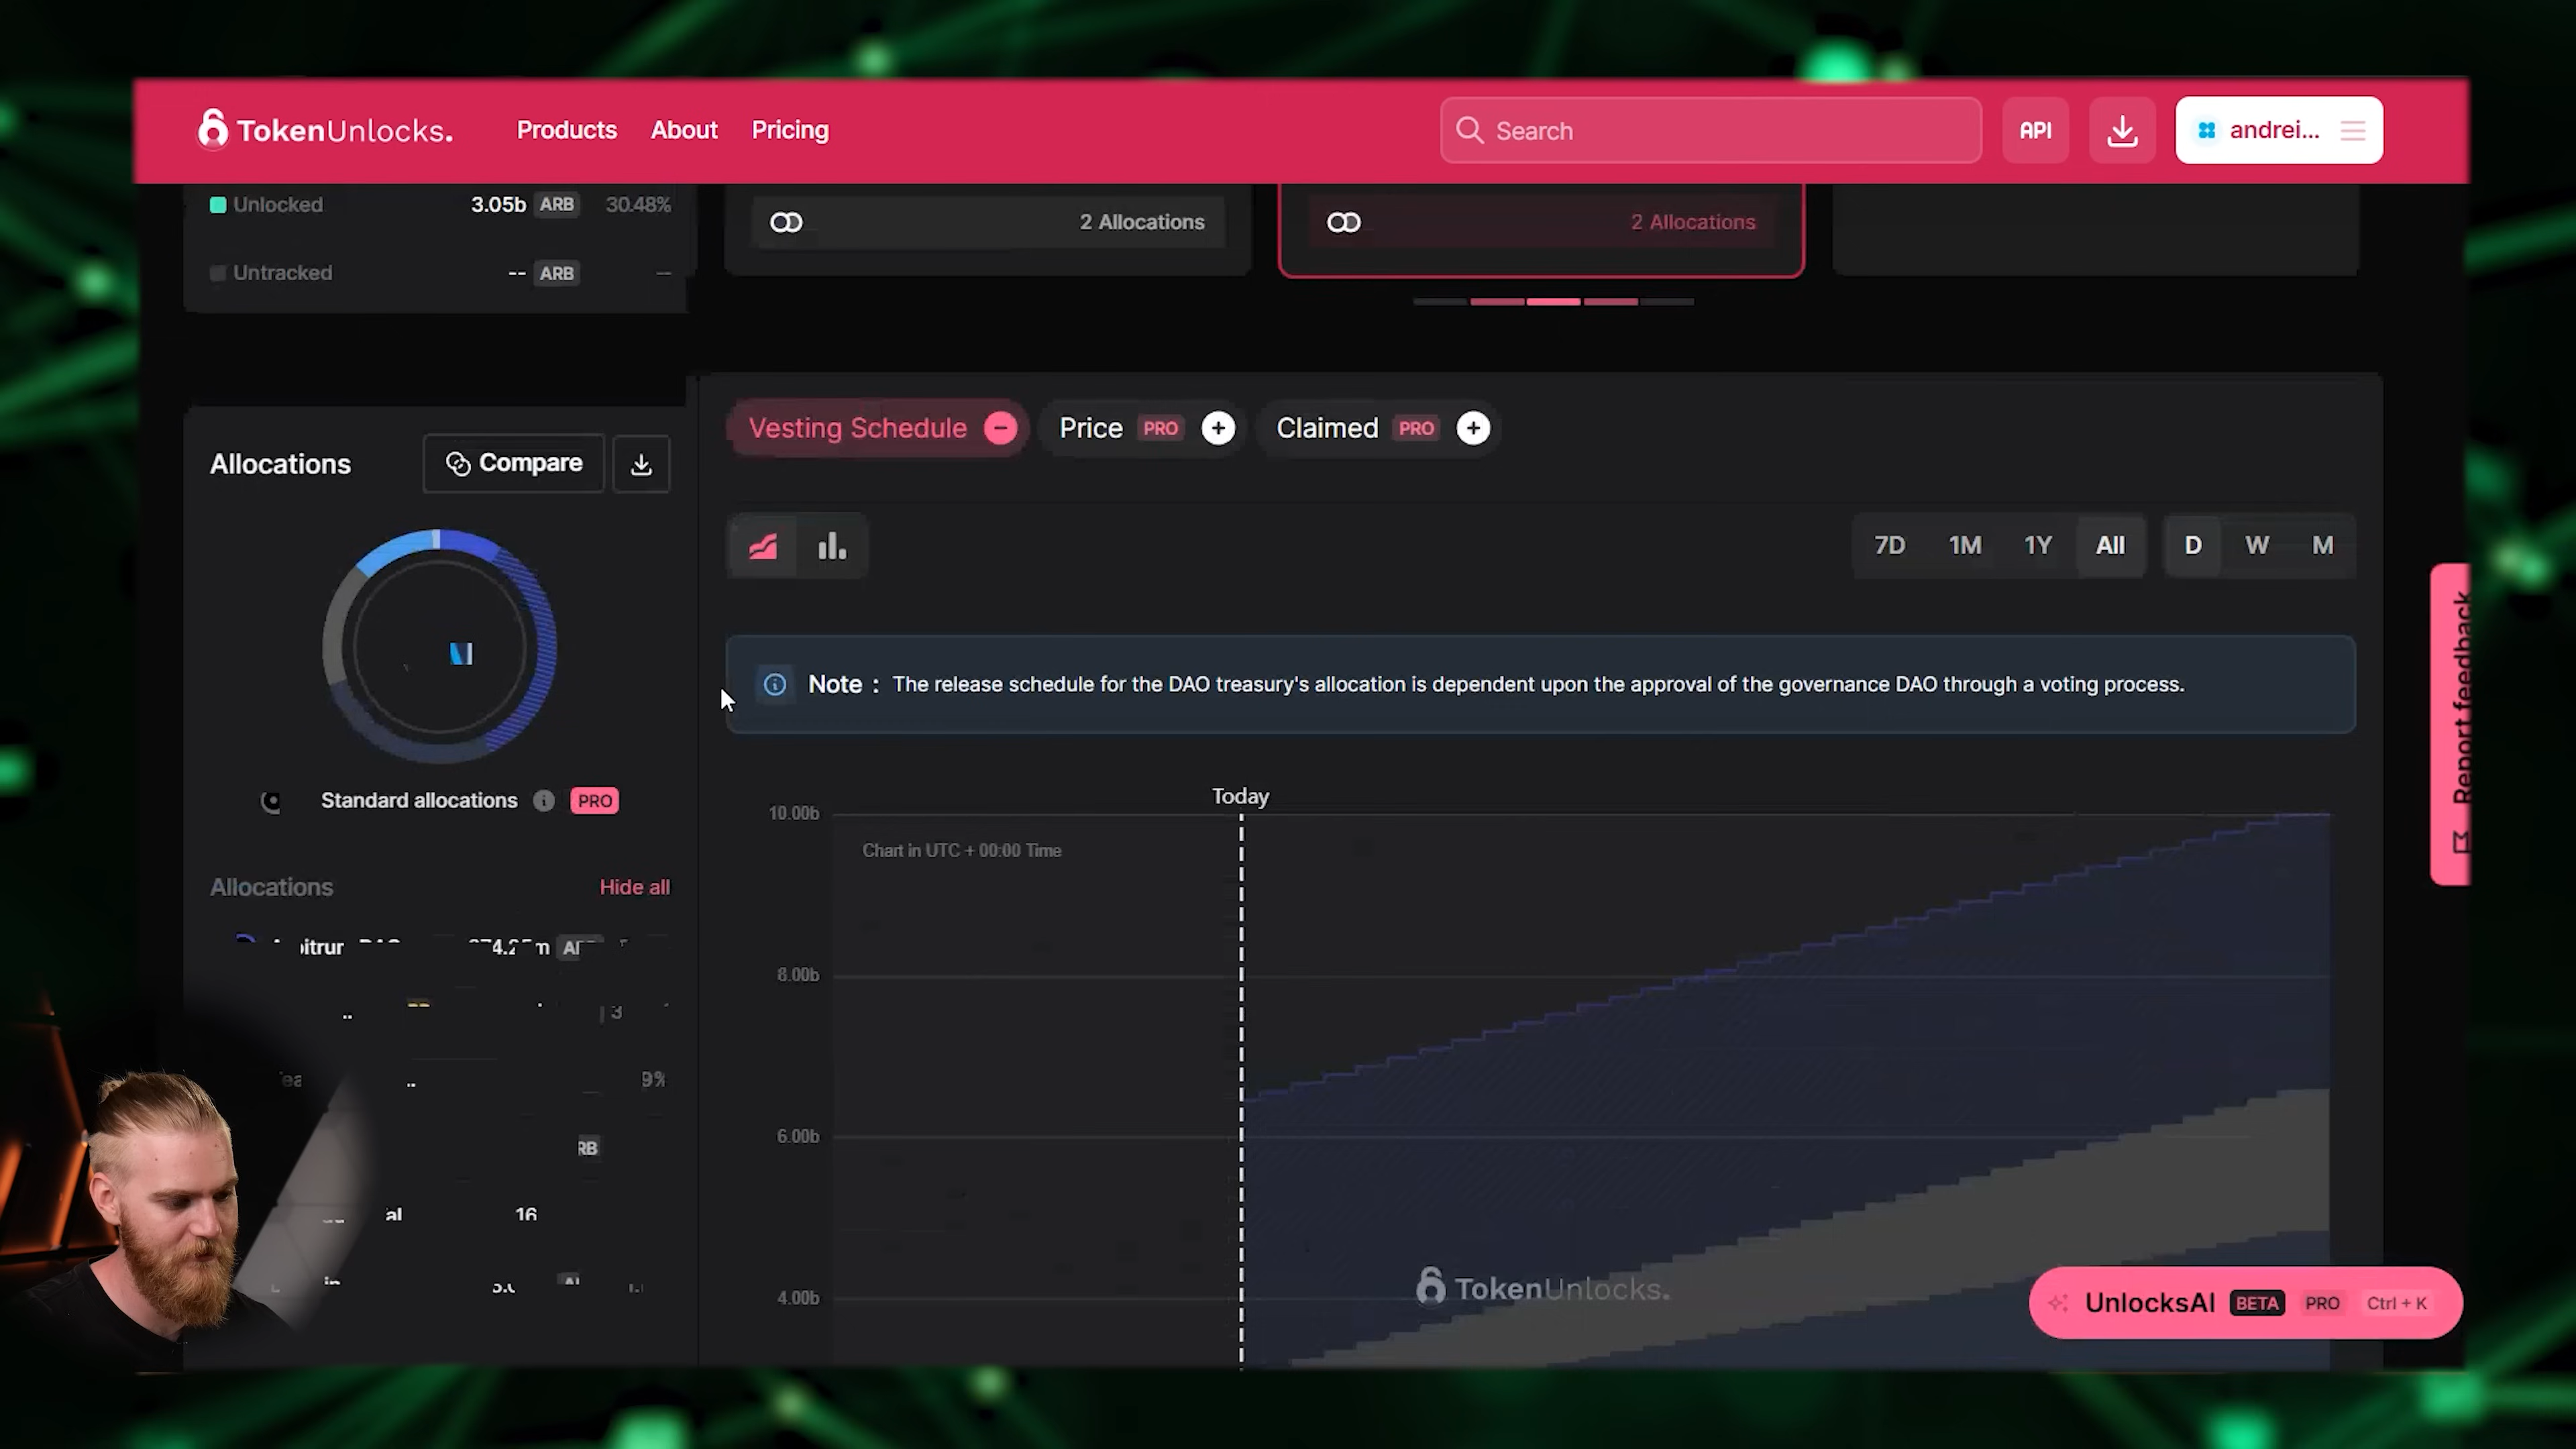 TokenUnlocks.
Products
About
Pricing
Search
API
andrei...
Unlocked 3.05b ARB 30.48%
Untracked -- ARB --
2 Allocations
2 Allocations
Allocations
Compare
Standard allocations PRO
Allocations
Hide all
Vesting Schedule
Price PRO
Claimed PRO
7D 1M 1Y All
D W M
Note : The release schedule for the DAO treasury's allocation is dependent upon the approval of the governance DAO through a voting process.
Today
Chart in UTC + 00:00 Time
10.00b
8.00b
6.00b
4.00b
TokenUnlocks.
Report feedback
UnlocksAI BETA PRO Ctrl + K